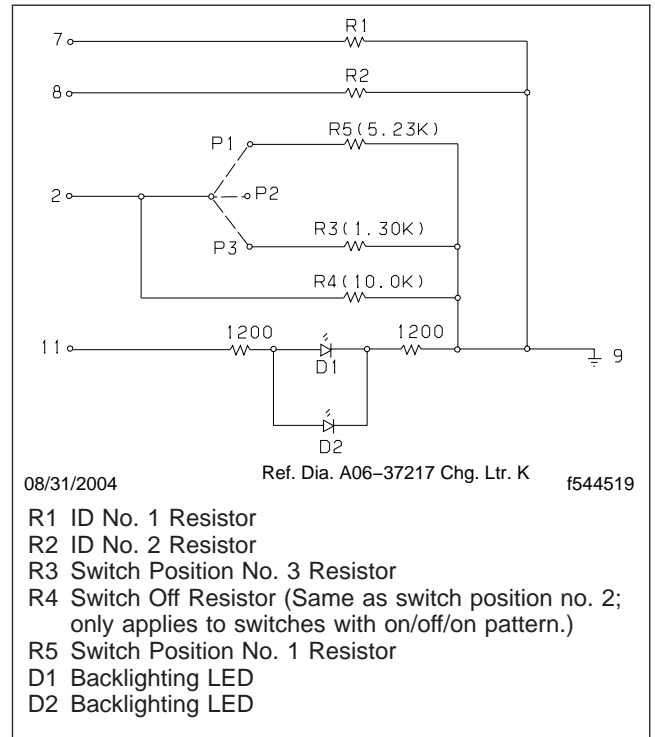 R1
7
R2
8
R5(5.23K)
P1
2
P2
R3(1.30K)
P3
R4(10.0K)
1200
1200
11
D1
9
D2
08/31/2004
Ref. Dia. A06−37217 Chg. Ltr. K
f544519
R1 ID No. 1 Resistor
R2 ID No. 2 Resistor
R3 Switch Position No. 3 Resistor
R4 Switch Off Resistor (Same as switch position no. 2;
only applies to switches with on/off/on pattern.)
R5 Switch Position No. 1 Resistor
D1 Backlighting LED
D2 Backlighting LED